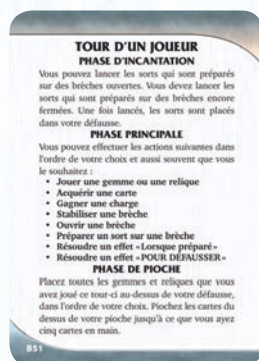 TOUR D'UN JOUEUR
PHASE D'INCANTATION
Vous pouvez lancer les sorts qui sont préparés
sur des brèches ouvertes. Vous devez lancer les
sorts qui sont préparés sur des brèches encore
fermées. Une fois lancés, les sorts sont placés
dans votre défausse.
PHASE PRINCIPALE
Vous pouvez effectuer les actions suivantes dans
l'ordre de votre choix et aussi souvent que vous
le souhaitez :
• Jouer une gemme ou une relique
• Acquérir une carte
• Gagner une charge
• Stabiliser une brèche
• Ouvrir une brèche
• Préparer un sort sur une brèche
• Résoudre un effet «Lorsque préparé»
• Résoudre un effet «POUR DÉFAUSSER»
PHASE DE PIOCHE
Placez toutes les gemmes et reliques que vous
avez joué ce tour-ci au-dessus de votre défausse,
dans l'ordre de votre choix. Piochez les cartes du
dessus de votre pioche jusqu'à ce que vous ayez
cinq cartes en main.
BS1